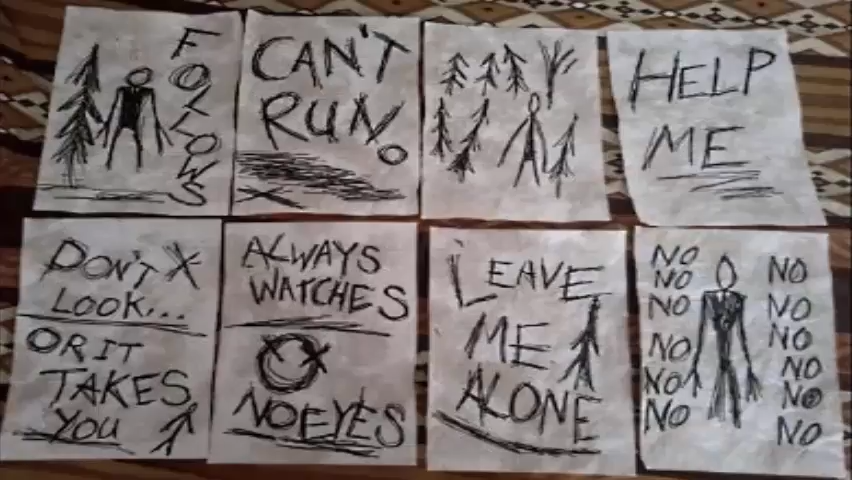 FOLLOWS
CAN'T
RUN.
HELP
ME
DON'T
LOOK...
OR IT
TAKES
YOU
ALWAYS
WATCHES
NO EYES
LEAVE
ME
ALONE
NO
NO
NO
NO
NO
NO
NO
NO
NO
NO
NO
NO